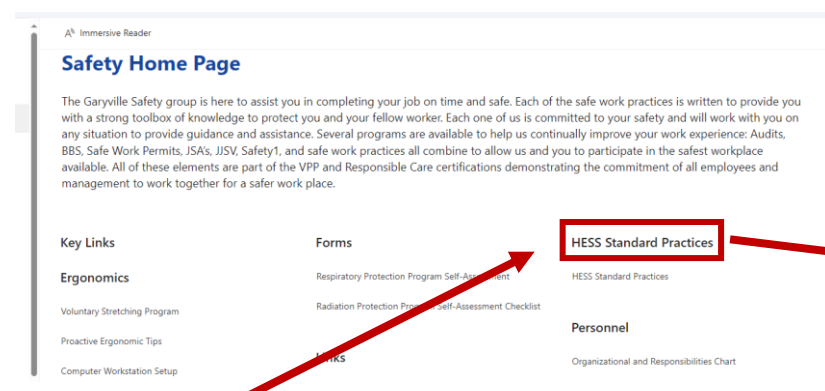 Immersive Reader
Safety Home Page
The Garyville Safety group is here to assist you in completing your job on time and safe. Each of the safe work practices is written to provide you
with a strong toolbox of knowledge to protect you and your fellow worker. Each one of us is committed to your safety and will work with you on
any situation to provide guidance and assistance. Several programs are available to help us continually improve your work experience: Audits,
BBS, Safe Work Permits, JSA's, JJSV, Safety1, and safe work practices all combine to allow us and you to participate in the safest workplace
available. All of these elements are part of the VPP and Responsible Care certifications demonstrating the commitment of all employees and
management to work together for a safer work place.
Key Links
Ergonomics
Voluntary Stretching Program
Proactive Ergonomic Tips
Computer Workstation Setup
Forms
Respiratory Protection Program Self-Assessment
Radiation Protection Program Self-Assessment Checklist
Links
HESS Standard Practices
HESS Standard Practices
Personnel
Organizational and Responsibilities Chart